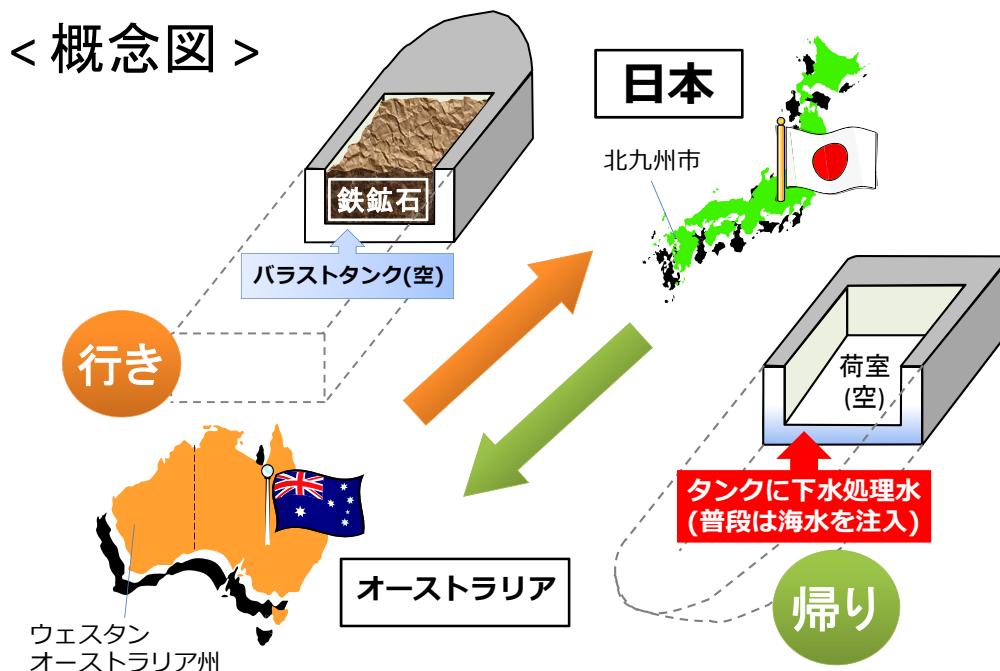 ＜概念図＞
日本
北九州市
鉄鉱石
バラストタンク(空)
行き
荷室
(空)
タンクに下水処理水
(普段は海水を注入)
帰り
オーストラリア
ウェスタン
オーストラリア州